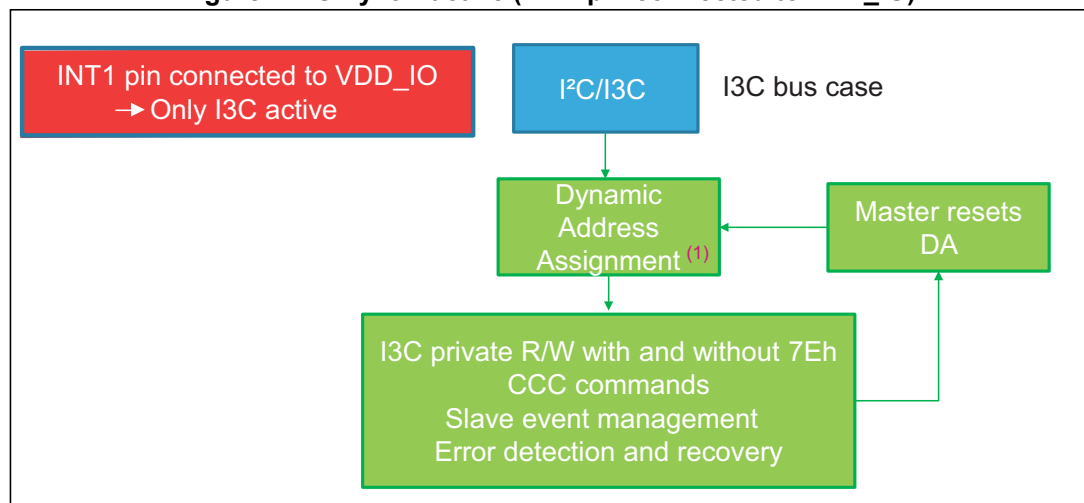 INT1 pin connected to VDD_IO
→ Only I3C active
I²C/I3C
I3C bus case
Dynamic
Address
Assignment (1)
Master resets
DA
I3C private R/W with and without 7Eh
CCC commands
Slave event management
Error detection and recovery